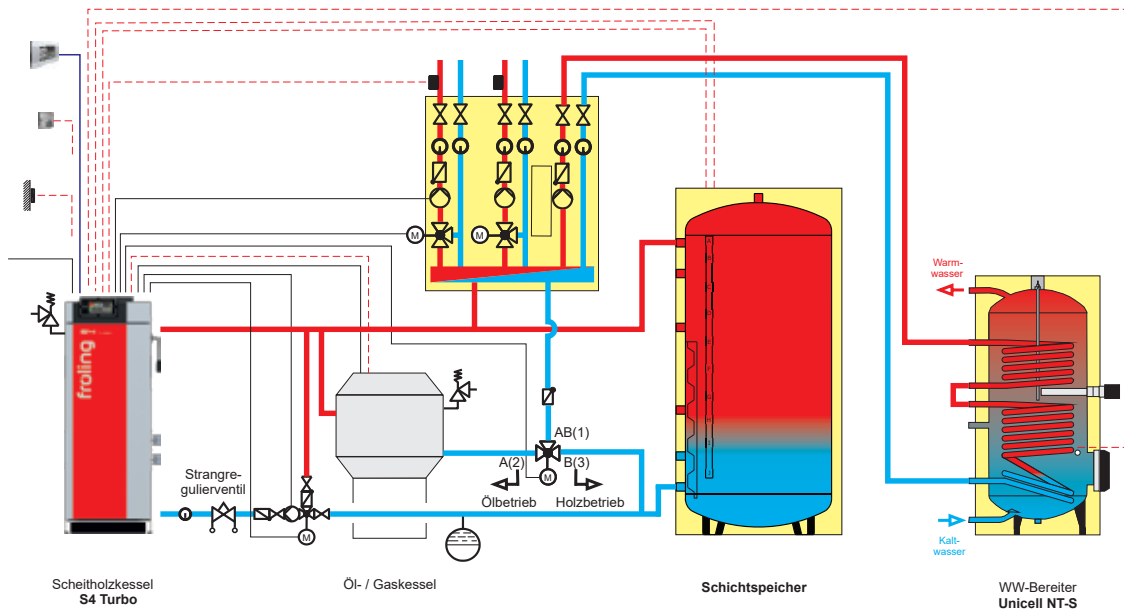 M
M
froling
Warm-
wasser
AB(1)
A(2)
B(3)
M
Ölbetrieb
Holzbetrieb
Strangre-
gulierventil
M
Kalt-
wasser
Scheitholzkessel
S4 Turbo
Öl- / Gaskessel
Schichtspeicher
WW-Bereiter
Unicell NT-S